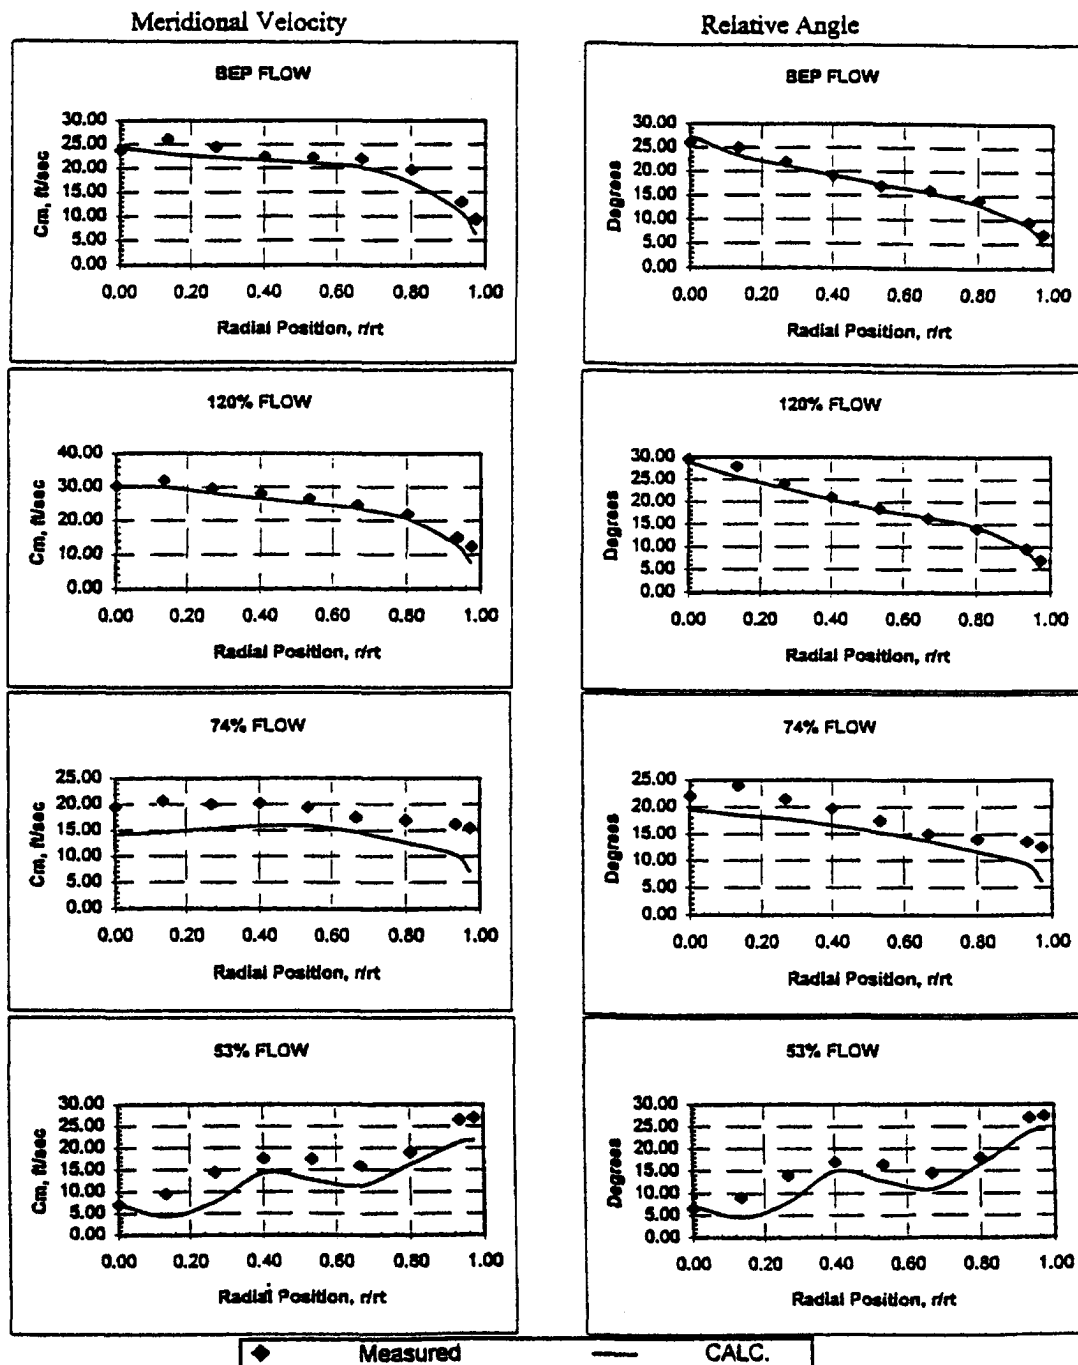 Meridional Velocity
Relative Angle
BEP FLOW
30.00
25.00
20.00
15.00
10.00
5.00
0.00
Cm, ft/sec
0.00 0.20 0.40 0.60 0.80 1.00
Radial Position, r/rt
BEP FLOW
30.00
25.00
20.00
15.00
10.00
5.00
0.00
Degrees
0.00 0.20 0.40 0.60 0.80 1.00
Radial Position, r/rt
120% FLOW
40.00
30.00
20.00
10.00
0.00
Cm, ft/sec
0.00 0.20 0.40 0.60 0.80 1.00
Radial Position, r/rt
120% FLOW
30.00
25.00
20.00
15.00
10.00
5.00
0.00
Degrees
0.00 0.20 0.40 0.60 0.80 1.00
Radial Position, r/rt
74% FLOW
25.00
20.00
15.00
10.00
5.00
0.00
Cm, ft/sec
0.00 0.20 0.40 0.60 0.80 1.00
Radial Position, r/rt
74% FLOW
25.00
20.00
15.00
10.00
5.00
0.00
Degrees
0.00 0.20 0.40 0.60 0.80 1.00
Radial Position, r/rt
53% FLOW
30.00
25.00
20.00
15.00
10.00
5.00
0.00
Cm, ft/sec
0.00 0.20 0.40 0.60 0.80 1.00
Radial Position, r/rt
53% FLOW
30.00
25.00
20.00
15.00
10.00
5.00
0.00
Degrees
0.00 0.20 0.40 0.60 0.80 1.00
Radial Position, r/rt
Measured CALC.